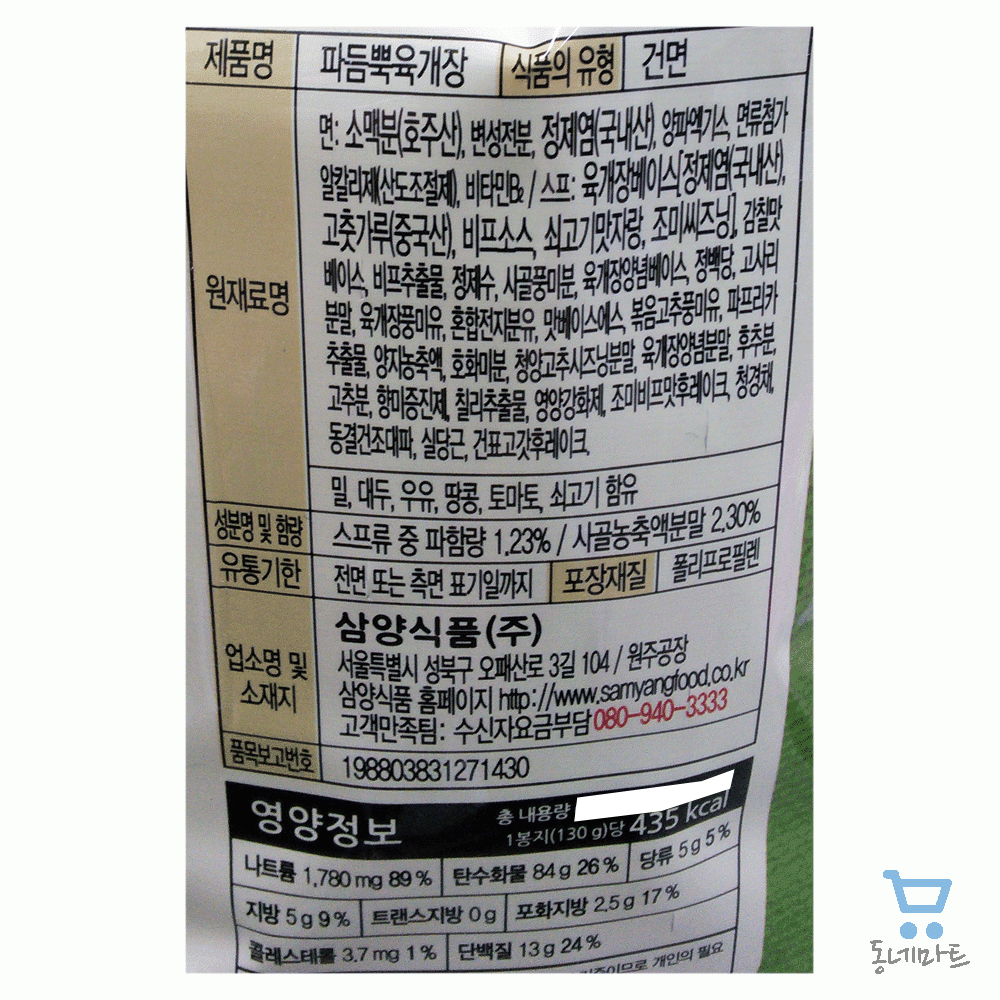 제품명 파듬뿍육개장 식품의 유형 건면
원재료명
면: 소맥분(호주산), 변성전분, 정제염(국내산), 양파엑기스, 면류첨가
알칼리제(산도조절제), 비타민B₂ / 스프: 육개장베이스[정제염(국내산),
고춧가루(중국산), 비프소스, 쇠고기맛자랑, 조미씨즈닝], 감칠맛
베이스, 비프추출물, 정제수, 사골풍미분, 육개장양념베이스, 정백당, 고사리
분말, 육개장풍미유, 혼합전지분유, 맛베이스에스, 볶음고추풍미유, 파프리카
추출물, 양지농축액, 호화미분, 청양고추시즈닝분말, 육개장양념분말, 후추분,
고추분, 향미증진제, 칠리추출물, 영양강화제, 조미비프맛후레이크, 청경채,
동결건조대파, 실당근, 건표고갓후레이크
밀, 대두, 우유, 땅콩, 토마토, 쇠고기 함유
성분명 및 함량 스프류 중 파함량 1.23% / 사골농축액분말 2.30%
유통기한 전면 또는 측면 표기일까지 포장재질 폴리프로필렌
업소명 및 소재지
삼양식품(주)
서울특별시 성북구 오패산로 3길 104 / 원주공장
삼양식품 홈페이지 http://www.samyangfood.co.kr
고객만족팀: 수신자요금부담 080-940-3333
품목보고번호 198803831271430
영양정보 총 내용량
1봉지(130 g)당 435 kcal
나트륨 1,780 mg 89 % 탄수화물 84 g 26 % 당류 5 g 5 %
지방 5 g 9 % 트랜스지방 0 g 포화지방 2.5 g 17 %
콜레스테롤 3.7 mg 1 % 단백질 13 g 24 %
기준이므로 개인의 필요
동네마트